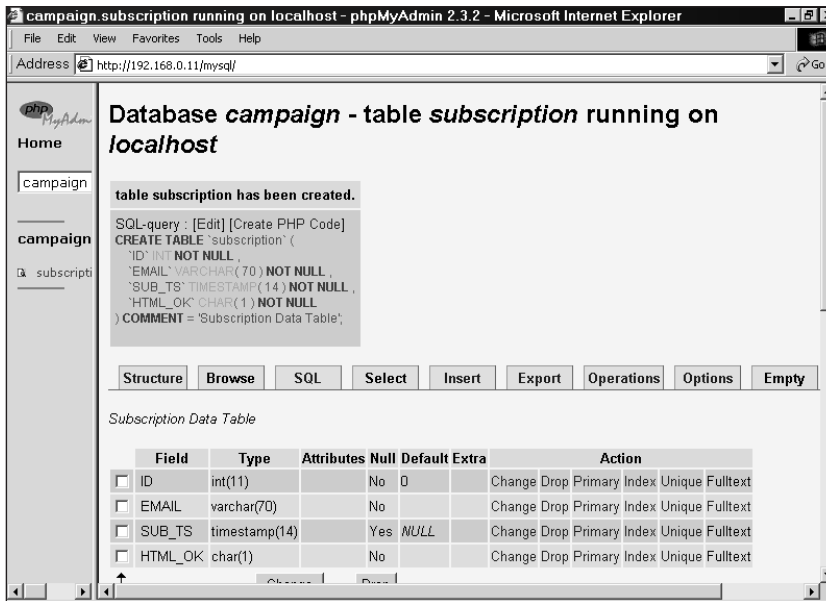 campaign.subscription running on localhost - phpMyAdmin 2.3.2 - Microsoft Internet Explorer
File Edit View Favorites Tools Help
Address http://192.168.0.11/mysql/ Go
php
MyAdm
Home
campaign
campaign
subscripti
Database campaign - table subscription running on
localhost
table subscription has been created.
SQL-query : [Edit] [Create PHP Code]
CREATE TABLE `subscription` (
`ID` INT NOT NULL ,
`EMAIL` VARCHAR( 70 ) NOT NULL ,
`SUB_TS` TIMESTAMP( 14 ) NOT NULL ,
`HTML_OK` CHAR( 1 ) NOT NULL
) COMMENT = 'Subscription Data Table';
Structure Browse SQL Select Insert Export Operations Options Empty
Subscription Data Table
Field Type Attributes Null Default Extra Action
ID int(11) No 0 Change Drop Primary Index Unique Fulltext
EMAIL varchar(70) No Change Drop Primary Index Unique Fulltext
SUB_TS timestamp(14) Yes NULL Change Drop Primary Index Unique Fulltext
HTML_OK char(1) No Change Drop Primary Index Unique Fulltext
Change Drop